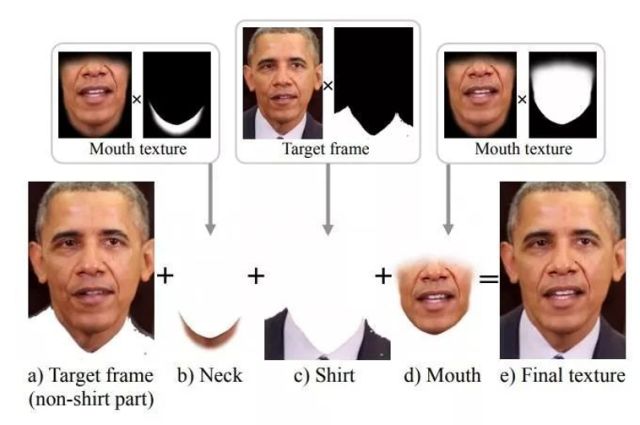 Mouth texture
Target frame
Mouth texture
a) Target frame
(non-shirt part)
b) Neck
c) Shirt
d) Mouth
e) Final texture